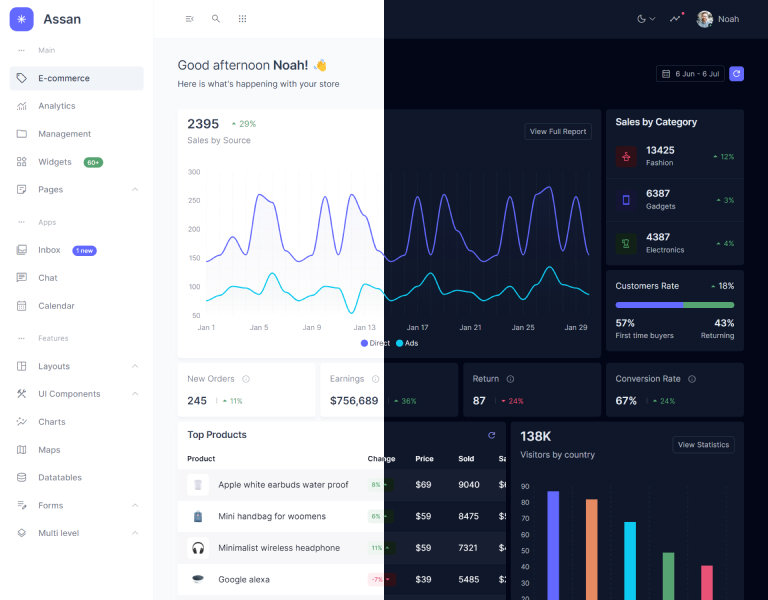 Assan
Main
E-commerce
Analytics
Management
Widgets 60+
Pages
Apps
Inbox 1 new
Chat
Calendar
Features
Layouts
UI Components
Charts
Maps
Datatables
Forms
Multi level
Noah
Good afternoon Noah! 👋
Here is what's happening with your store
6 Jun - 6 Jul
2395 29%
Sales by Source
View Full Report
300
250
200
150
100
50
Jan 1 Jan 5 Jan 9 Jan 13 Jan 17 Jan 21 Jan 25 Jan 29
Direct Ads
Sales by Category
13425
Fashion
12%
6387
Gadgets
3%
4387
Electronics
4%
Customers Rate 18%
57% 43%
First time buyers Returning
New Orders
245 11%
Earnings
$756,689 36%
Return
87 24%
Conversion Rate
67% 24%
Top Products
Product Change Price Sold Sa
Apple white earbuds water proof 8% $69 9040
Mini handbag for woomens 6% $59 8475
Minimalist wireless headphone 11% $59 7321
Google alexa -7% $39 5485
138K
Visitors by country
View Statistics
90
80
70
60
50
40
30
20